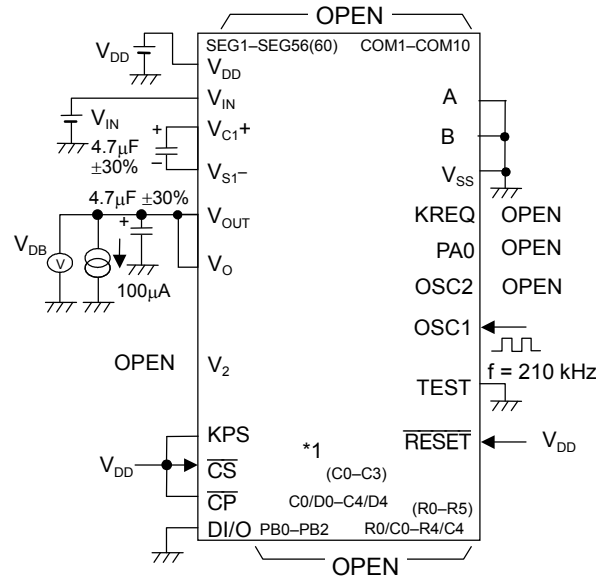 OPEN
SEG1–SEG56(60) COM1–COM10
V_DD
V_DD
V_IN
V_IN
V_C1+
+
–
4.7μF
±30%
V_S1–
4.7μF ±30%
+
V_OUT
V_DB
V
100μA
V_O
OPEN V_2
KPS
V_DD
CS
CP
DI/O
A
B
V_SS
KREQ OPEN
PA0 OPEN
OSC2 OPEN
OSC1
f = 210 kHz
TEST
RESET V_DD
*1
(C0–C3)
C0/D0–C4/D4
(R0–R5)
PB0–PB2 R0/C0–R4/C4
OPEN